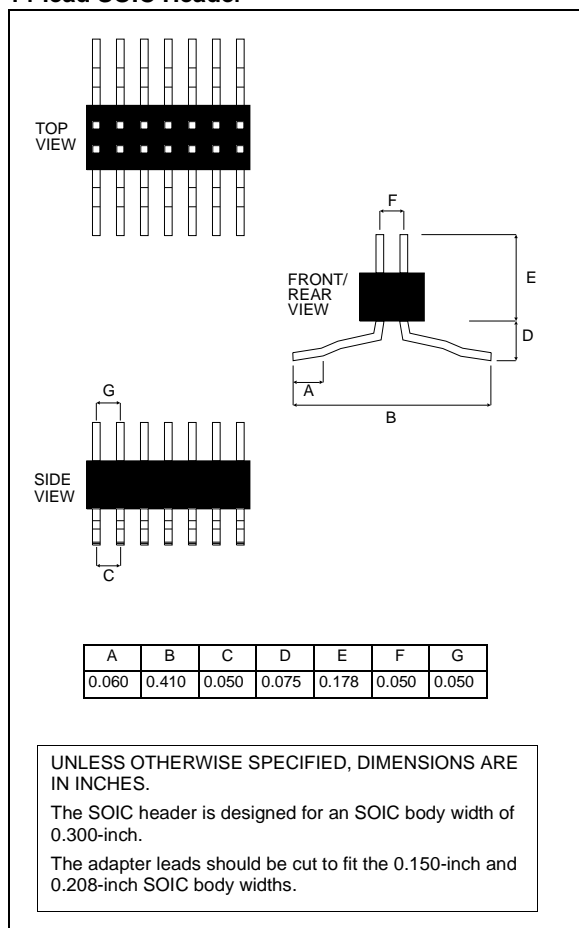 TOP
VIEW
F
FRONT/
REAR
VIEW
E
D
A
B
G
SIDE
VIEW
C
A B C D E F G
0.060 0.410 0.050 0.075 0.178 0.050 0.050
UNLESS OTHERWISE SPECIFIED, DIMENSIONS ARE
IN INCHES.
The SOIC header is designed for an SOIC body width of
0.300-inch.
The adapter leads should be cut to fit the 0.150-inch and
0.208-inch SOIC body widths.